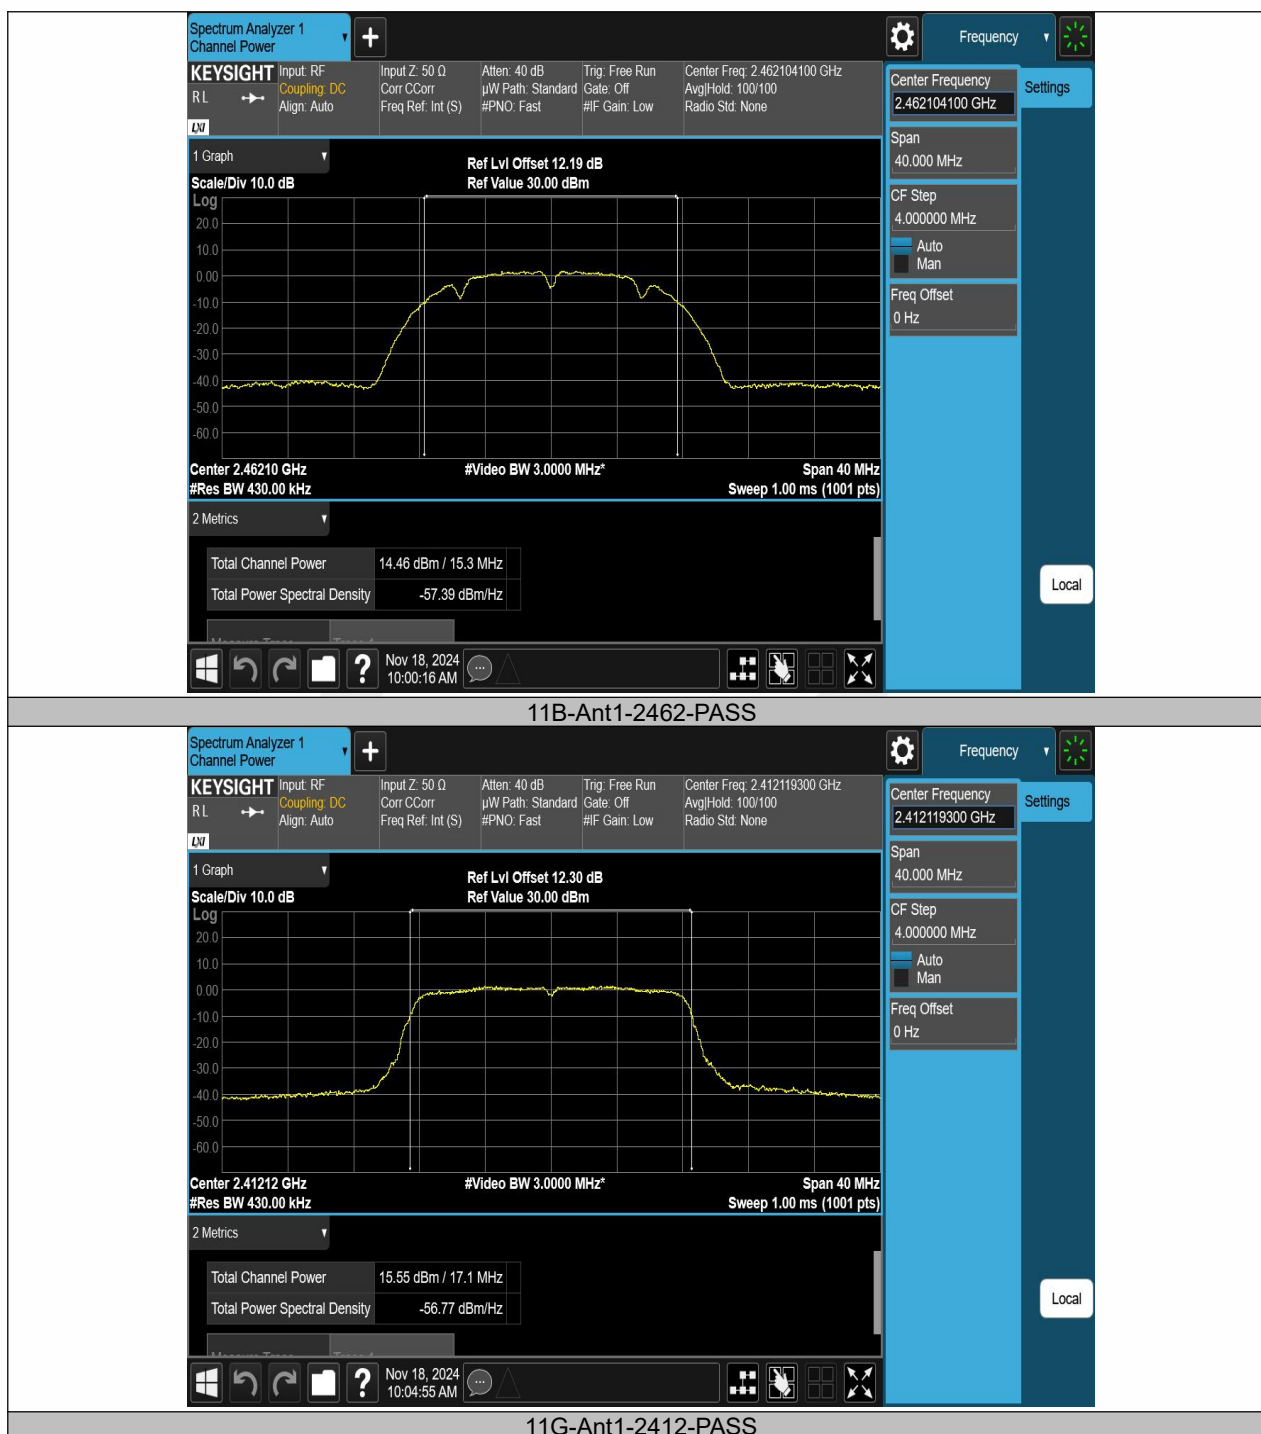 Spectrum Analyzer 1
Channel Power
Frequency
KEYSIGHT
R L
LXI
Input: RF
Coupling: DC
Align: Auto
Input Z: 50 Ω
Corr CCorr
Freq Ref: Int (S)
Atten: 40 dB
µW Path: Standard
#PNO: Fast
Trig: Free Run
Gate: Off
#IF Gain: Low
Center Freq: 2.462104100 GHz
Avg|Hold: 100/100
Radio Std: None
Center Frequency
2.462104100 GHz
Settings
Span
40.000 MHz
CF Step
4.000000 MHz
Auto
Man
Freq Offset
0 Hz
Local
1 Graph
Scale/Div 10.0 dB
Ref Lvl Offset 12.19 dB
Ref Value 30.00 dBm
Log
20.0
10.0
0.00
-10.0
-20.0
-30.0
-40.0
-50.0
-60.0
Center 2.46210 GHz
#Video BW 3.0000 MHz*
Span 40 MHz
#Res BW 430.00 kHz
Sweep 1.00 ms (1001 pts)
2 Metrics
Total Channel Power 14.46 dBm / 15.3 MHz
Total Power Spectral Density -57.39 dBm/Hz
?
Nov 18, 2024
10:00:16 AM
11B-Ant1-2462-PASS
Spectrum Analyzer 1
Channel Power
Frequency
KEYSIGHT
R L
LXI
Input: RF
Coupling: DC
Align: Auto
Input Z: 50 Ω
Corr CCorr
Freq Ref: Int (S)
Atten: 40 dB
µW Path: Standard
#PNO: Fast
Trig: Free Run
Gate: Off
#IF Gain: Low
Center Freq: 2.412119300 GHz
Avg|Hold: 100/100
Radio Std: None
Center Frequency
2.412119300 GHz
Settings
Span
40.000 MHz
CF Step
4.000000 MHz
Auto
Man
Freq Offset
0 Hz
Local
1 Graph
Scale/Div 10.0 dB
Ref Lvl Offset 12.30 dB
Ref Value 30.00 dBm
Log
20.0
10.0
0.00
-10.0
-20.0
-30.0
-40.0
-50.0
-60.0
Center 2.41212 GHz
#Video BW 3.0000 MHz*
Span 40 MHz
#Res BW 430.00 kHz
Sweep 1.00 ms (1001 pts)
2 Metrics
Total Channel Power 15.55 dBm / 17.1 MHz
Total Power Spectral Density -56.77 dBm/Hz
?
Nov 18, 2024
10:04:55 AM
11G-Ant1-2412-PASS